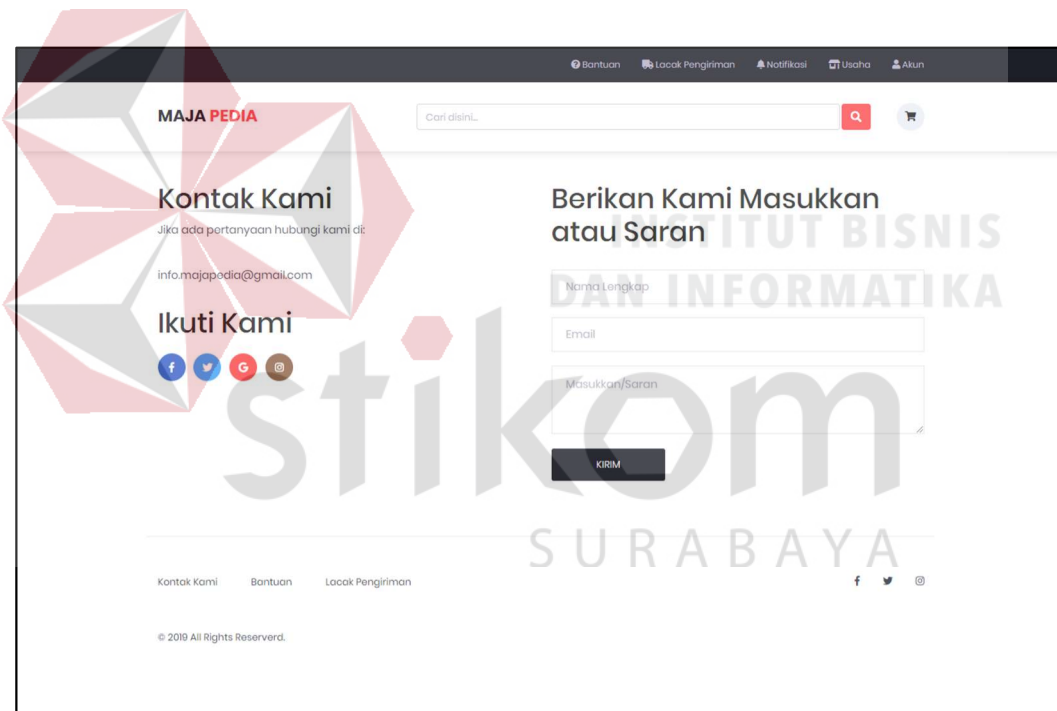 Bantuan Lacak Pengiriman Notifikasi Usaha Akun
MAJA PEDIA
Cari disini...
Kontak Kami
Jika ada pertanyaan hubungi kami di:
info.majapedia@gmail.com
Ikuti Kami
Berikan Kami Masukkan
atau Saran
Nama Lengkap
Email
Masukkan/Saran
KIRIM
Kontak Kami Bantuan Lacak Pengiriman
© 2019 All Rights Reserverd.
INSTITUT BISNIS
DAN INFORMATIKA
stikom
SURABAYA